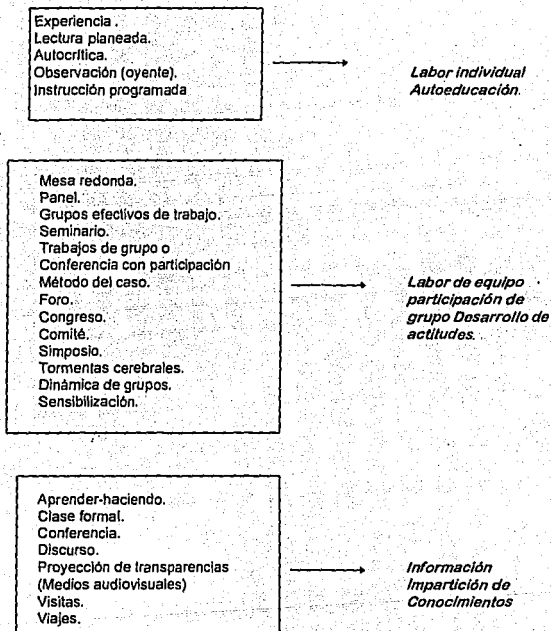 Experiencia .
Lectura planeada.
Autocrítica.
Observación (oyente).
Instrucción programada
Labor individual
Autoeducación.
Mesa redonda.
Panel.
Grupos efectivos de trabajo.
Seminario.
Trabajos de grupo o
Conferencia con participación
Método del caso.
Foro.
Congreso.
Comité.
Simposio.
Tormentas cerebrales.
Dinámica de grupos.
Sensibilización.
Labor de equipo
participación de
grupo Desarrollo de
actitudes.
Aprender-haciendo.
Clase formal.
Conferencia.
Discurso.
Proyección de transparencias
(Medios audiovisuales)
Visitas.
Viajes.
Información
Impartición de
Conocimientos